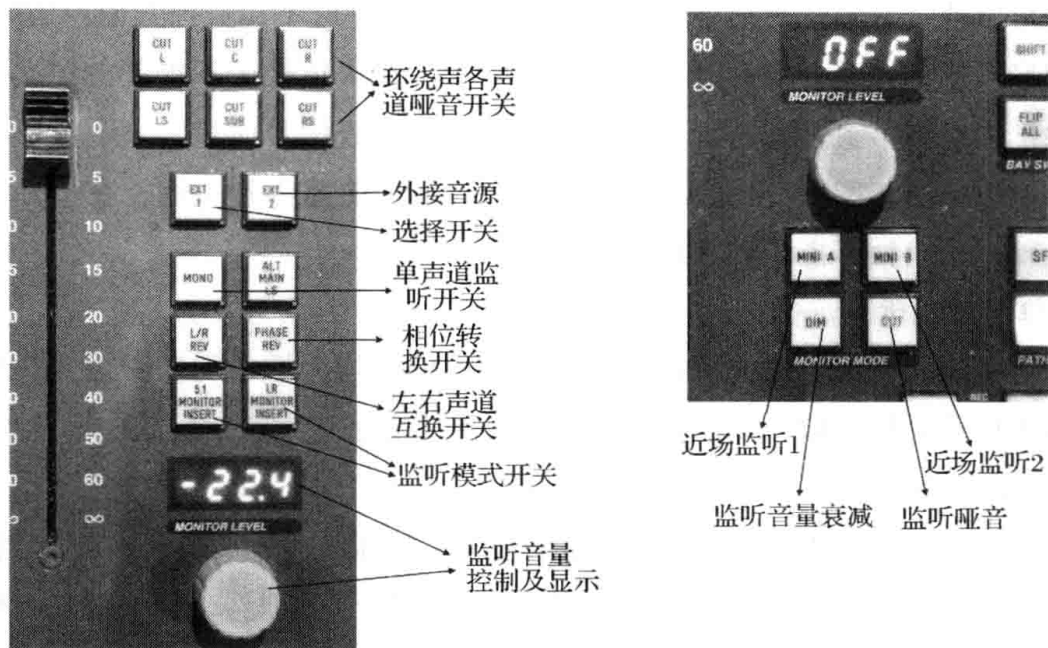 CUT
L
CUT
C
CUT
R
CUT
LS
CUT
SUB
CUT
RS
环绕声各声
道哑音开关
0
5
10
15
20
30
40
50
60
∞
EXT
1
EXT
2
外接音源
选择开关
MONO
ALT
MAIN
LS
单声道监
听开关
L/R
REV
PHASE
REV
相位转
换开关
5.1
MONITOR
INSERT
LR
MONITOR
INSERT
左右声道
互换开关
监听模式开关
-22.4
MONITOR LEVEL
监听音量
控制及显示
60
∞
OFF
MONITOR LEVEL
SHIFT
FLIP
ALL
BAY SW
MINI A
MINI B
DIM
CUT
MONITOR MODE
PATH
近场监听1
近场监听2
监听音量衰减
监听哑音